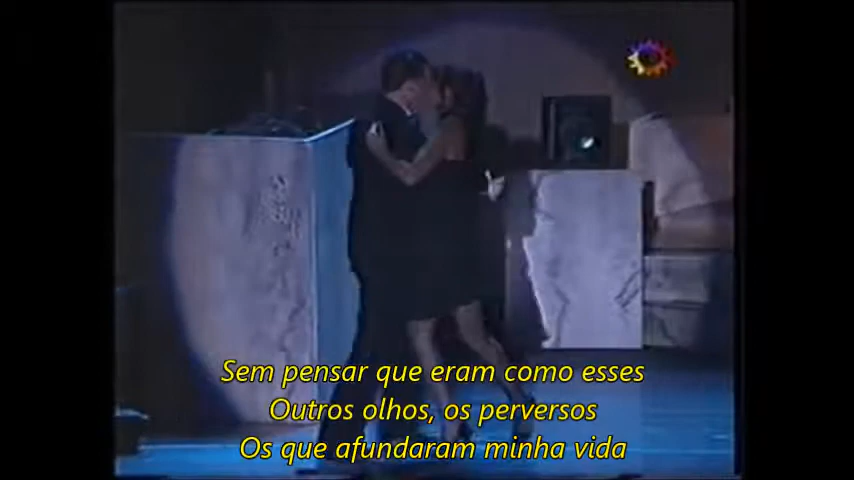 Sem pensar que eram como esses
Outros olhos, os perversos
Os que afundaram minha vida